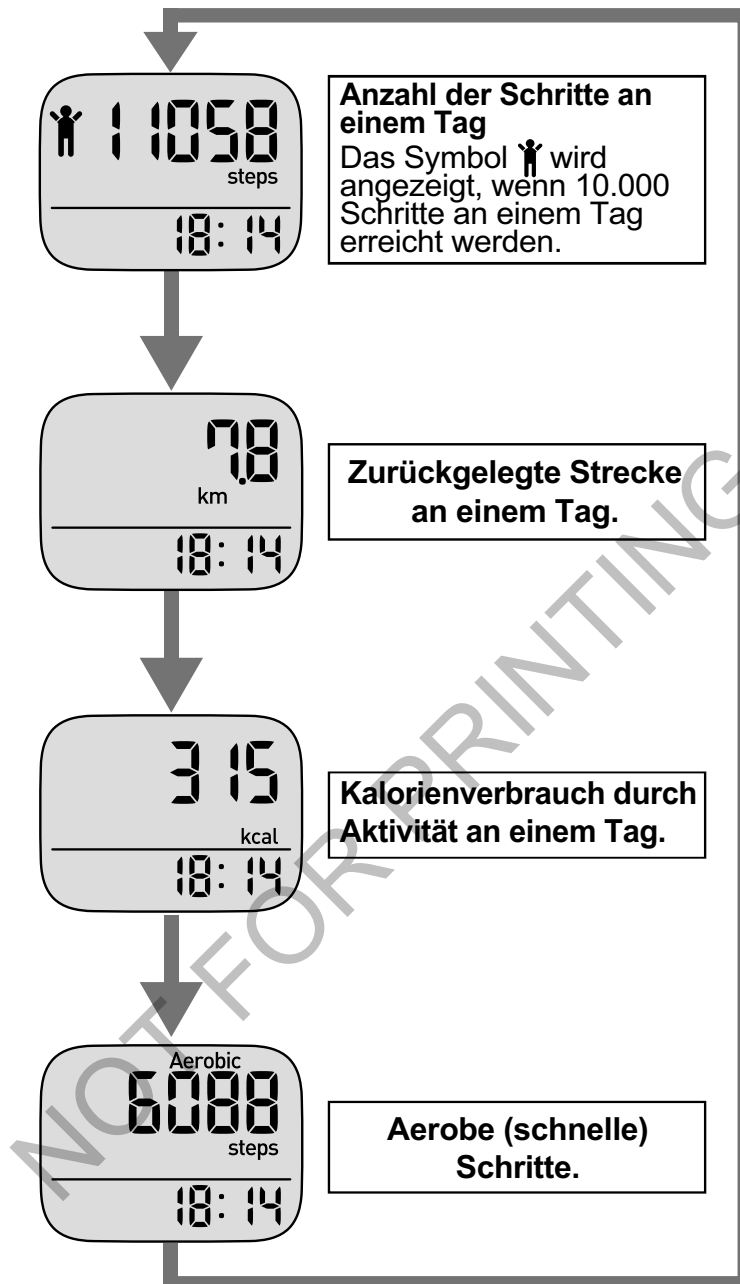 11058
steps
18:14
Anzahl der Schritte an
einem Tag
Das Symbol wird
angezeigt, wenn 10.000
Schritte an einem Tag
erreicht werden.
7.8
km
18:14
Zurückgelegte Strecke
an einem Tag.
315
kcal
18:14
Kalorienverbrauch durch
Aktivität an einem Tag.
Aerobic
6088
steps
18:14
Aerobe (schnelle)
Schritte.
NOT FOR PRINTING